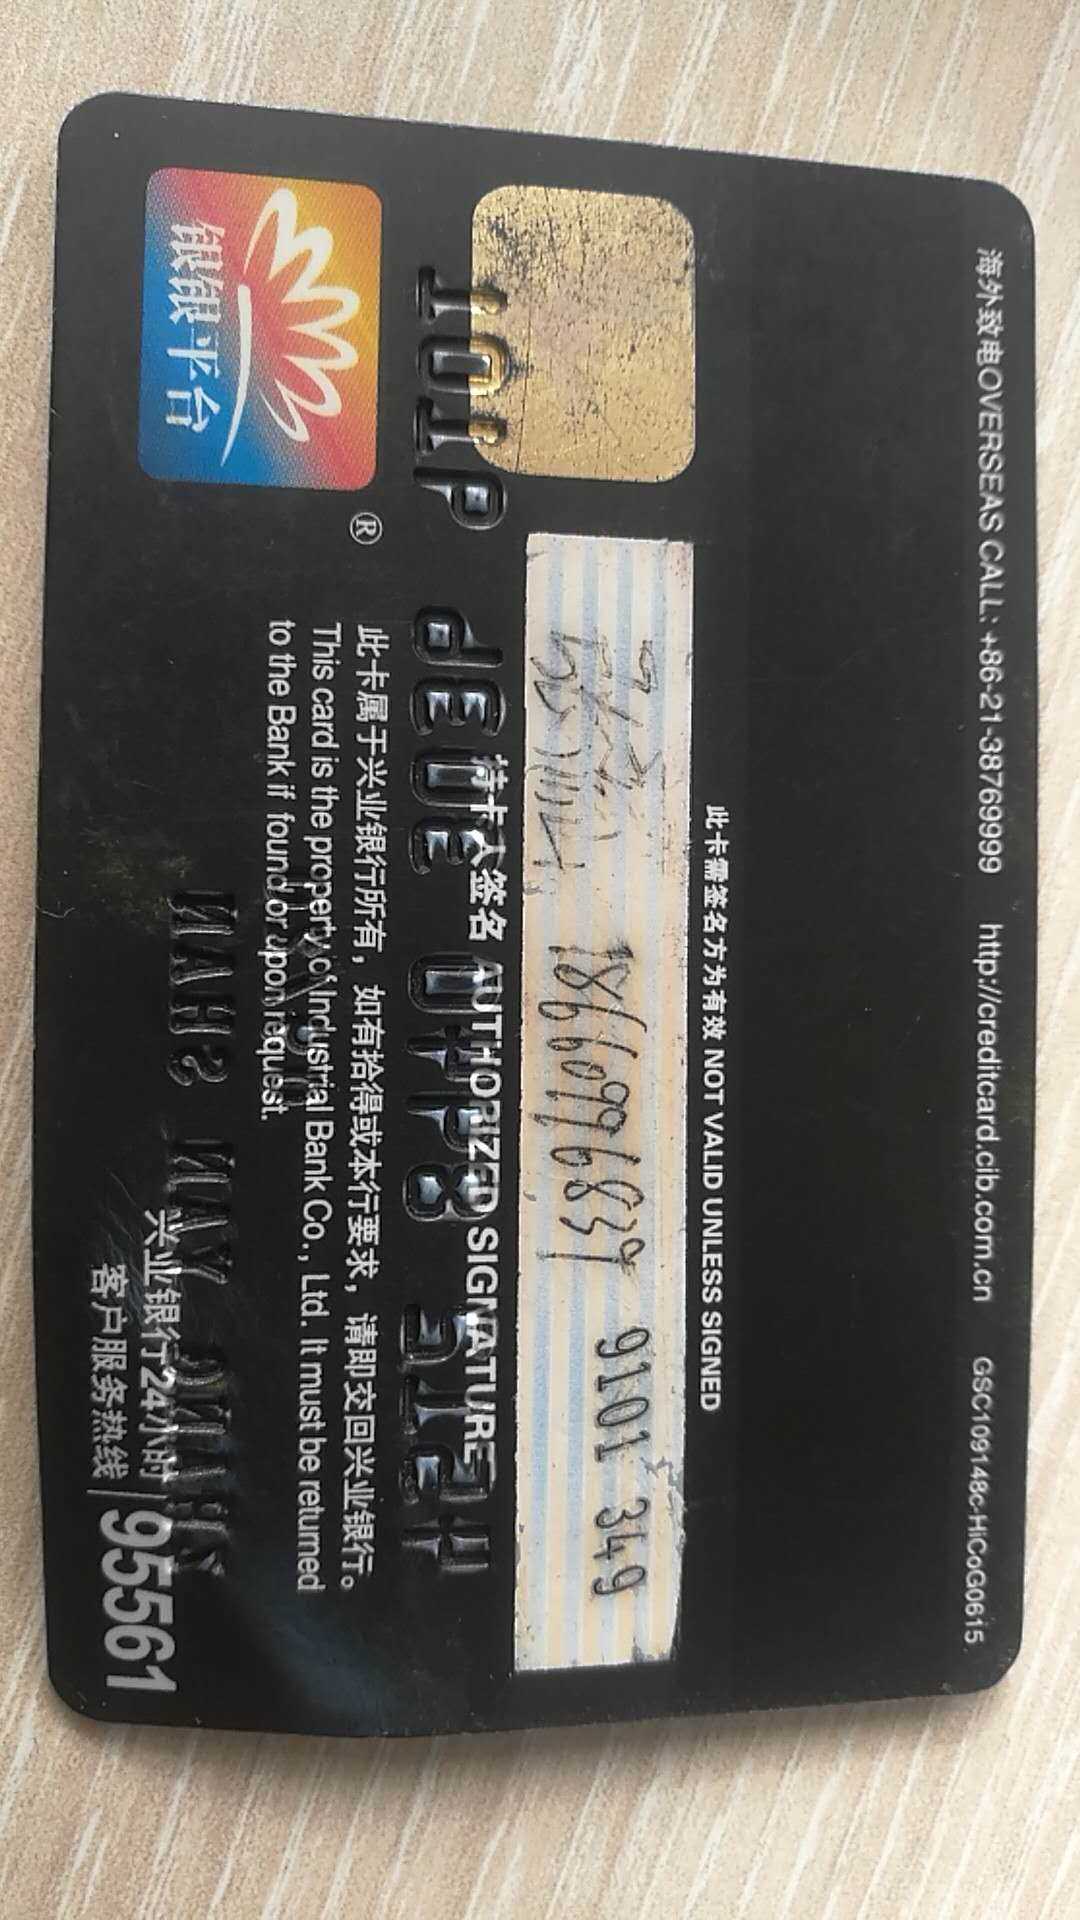 海外致电OVERSEAS CALL: +86-21-38769999 http://creditcard.cib.com.cn GSC109148c-HiCoG0615
此卡需签名方为有效 NOT VALID UNLESS SIGNED
18660996839 9101 349
持卡人签名 AUTHORIZED SIGNATURE
银银平台®
此卡属于兴业银行所有，如有拾得或本行要求，请即交回兴业银行。
This card is the property of Industrial Bank Co., Ltd. It must be returned
to the Bank if found or upon request.
兴业银行24小时
客户服务热线 95561